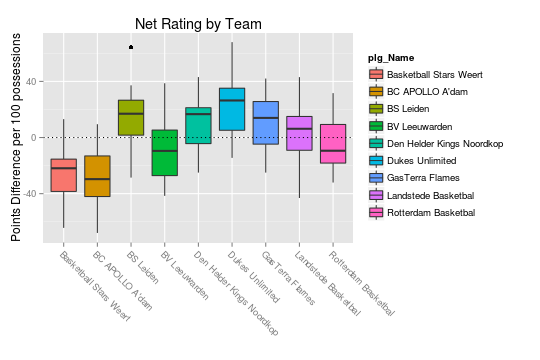 Net Rating by Team
Points Difference per 100 possessions
40
0
-40
Basketball Stars Weert
BC APOLLO A'dam
BS Leiden
BV Leeuwarden
Den Helder Kings Noordkop
Dukes Unlimited
GasTerra Flames
Landstede Basketbal
Rotterdam Basketbal
plg_Name
Basketball Stars Weert
BC APOLLO A'dam
BS Leiden
BV Leeuwarden
Den Helder Kings Noordkop
Dukes Unlimited
GasTerra Flames
Landstede Basketbal
Rotterdam Basketbal